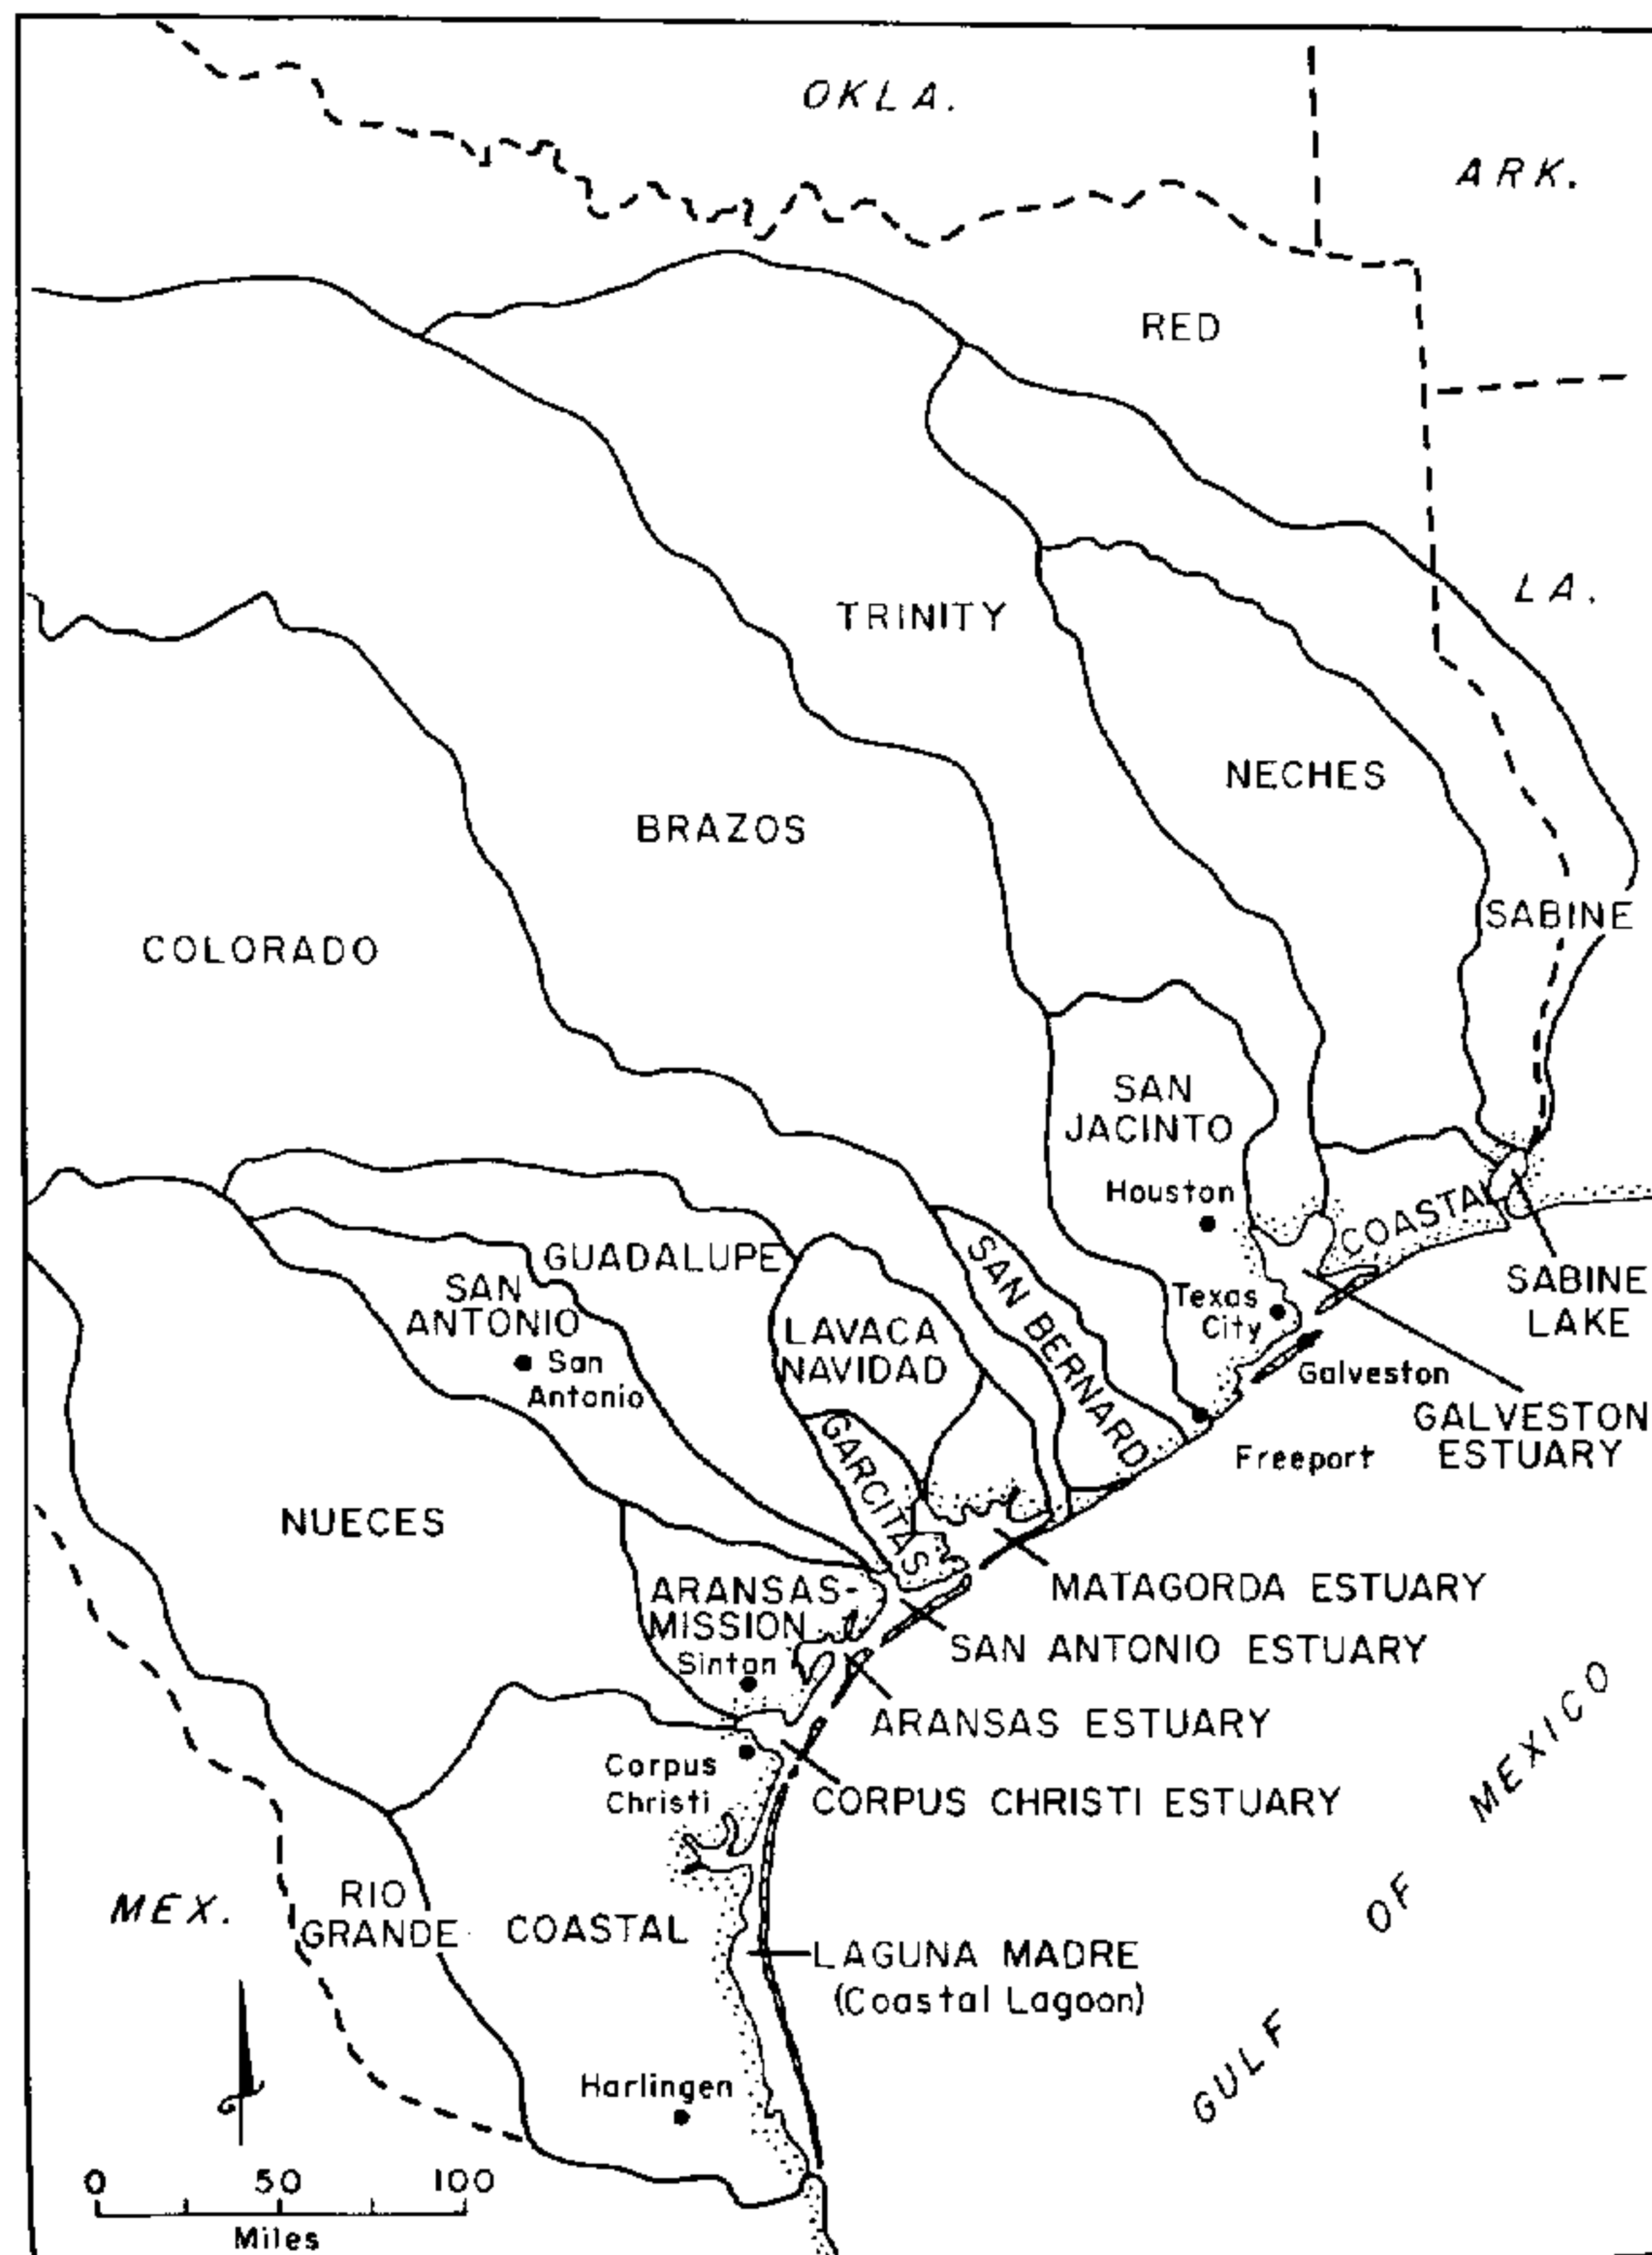 OKLA.
ARK.
RED
LA.
TRINITY
NECHES
BRAZOS
SABINE
COLORADO
SAN
JACINTO
Houston
COASTAL
SABINE
LAKE
GUADALUPE
SAN
ANTONIO
San
Antonio
LAVACA
NAVIDAD
SAN BERNARD
Texas
City
Galveston
GALVESTON
ESTUARY
Freeport
GARCITAS
NUECES
MATAGORDA ESTUARY
ARANSAS-
MISSION
Sinton
SAN ANTONIO ESTUARY
ARANSAS ESTUARY
Corpus
Christi
CORPUS CHRISTI ESTUARY
MEX.
RIO
GRANDE
COASTAL
LAGUNA MADRE
(Coastal Lagoon)
GULF OF MEXICO
Harlingen
0 50 100
Miles